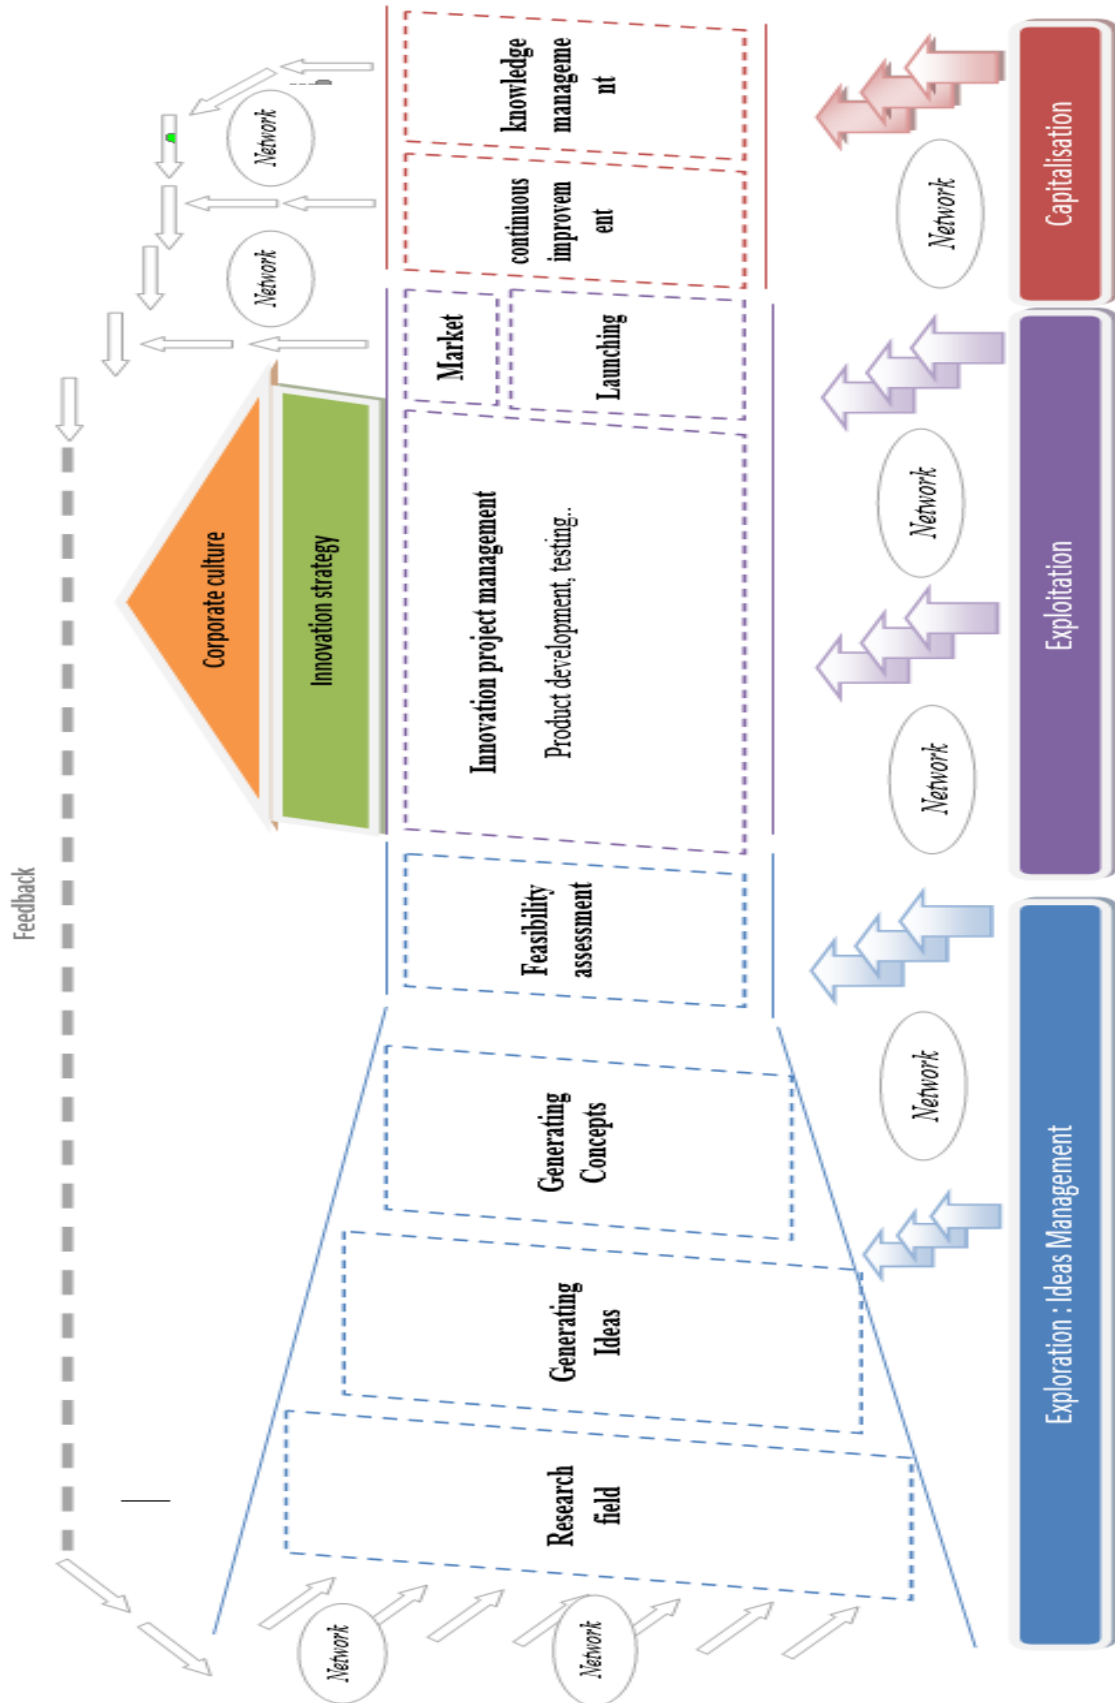 Feedback
Corporate culture
Innovation strategy
Network
Network
Network
Network
Research
field
Generating
Ideas
Generating
Concepts
Feasibility
assessment
Innovation project management
Product development, testing..
Market
Launching
continuous
improvem
ent
knowledge
manageme
nt
Network
Network
Network
Network
Exploration : Ideas Management
Exploitation
Capitalisation